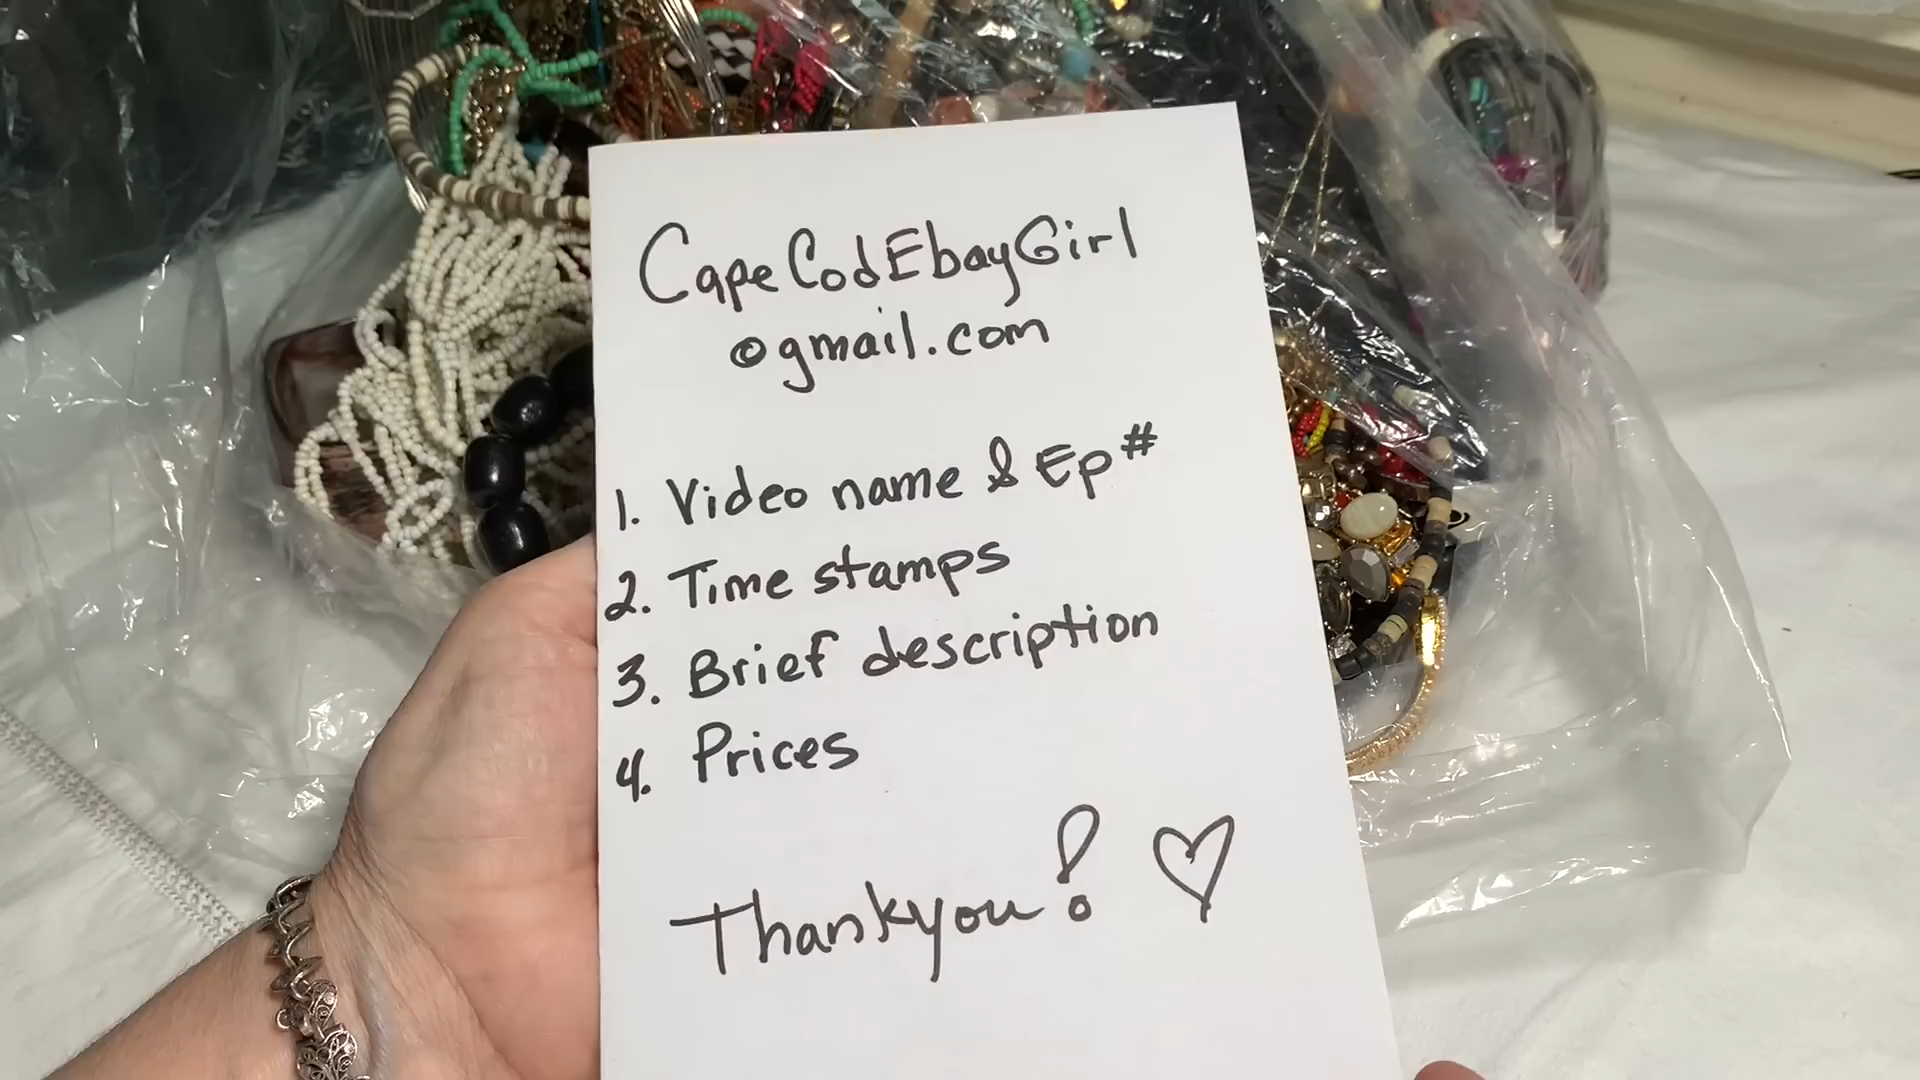 CapeCodEbayGirl
@gmail.com
1. Video name & Ep#
2. Time stamps
3. Brief description
4. Prices
Thankyou! ♡